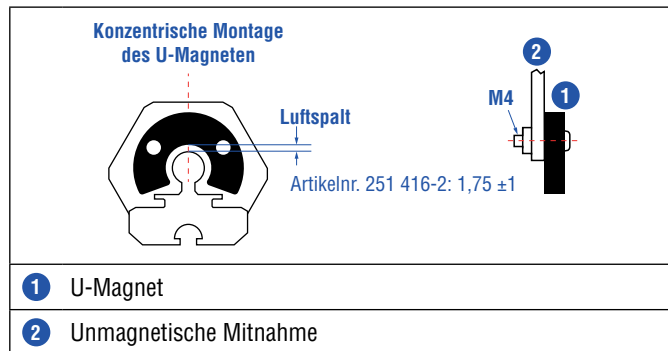 Konzentrische Montage
des U-Magneten
Luftspalt
Artikelnr. 251 416-2: 1,75 ±1
2
1
M4
1 U-Magnet
2 Unmagnetische Mitnahme